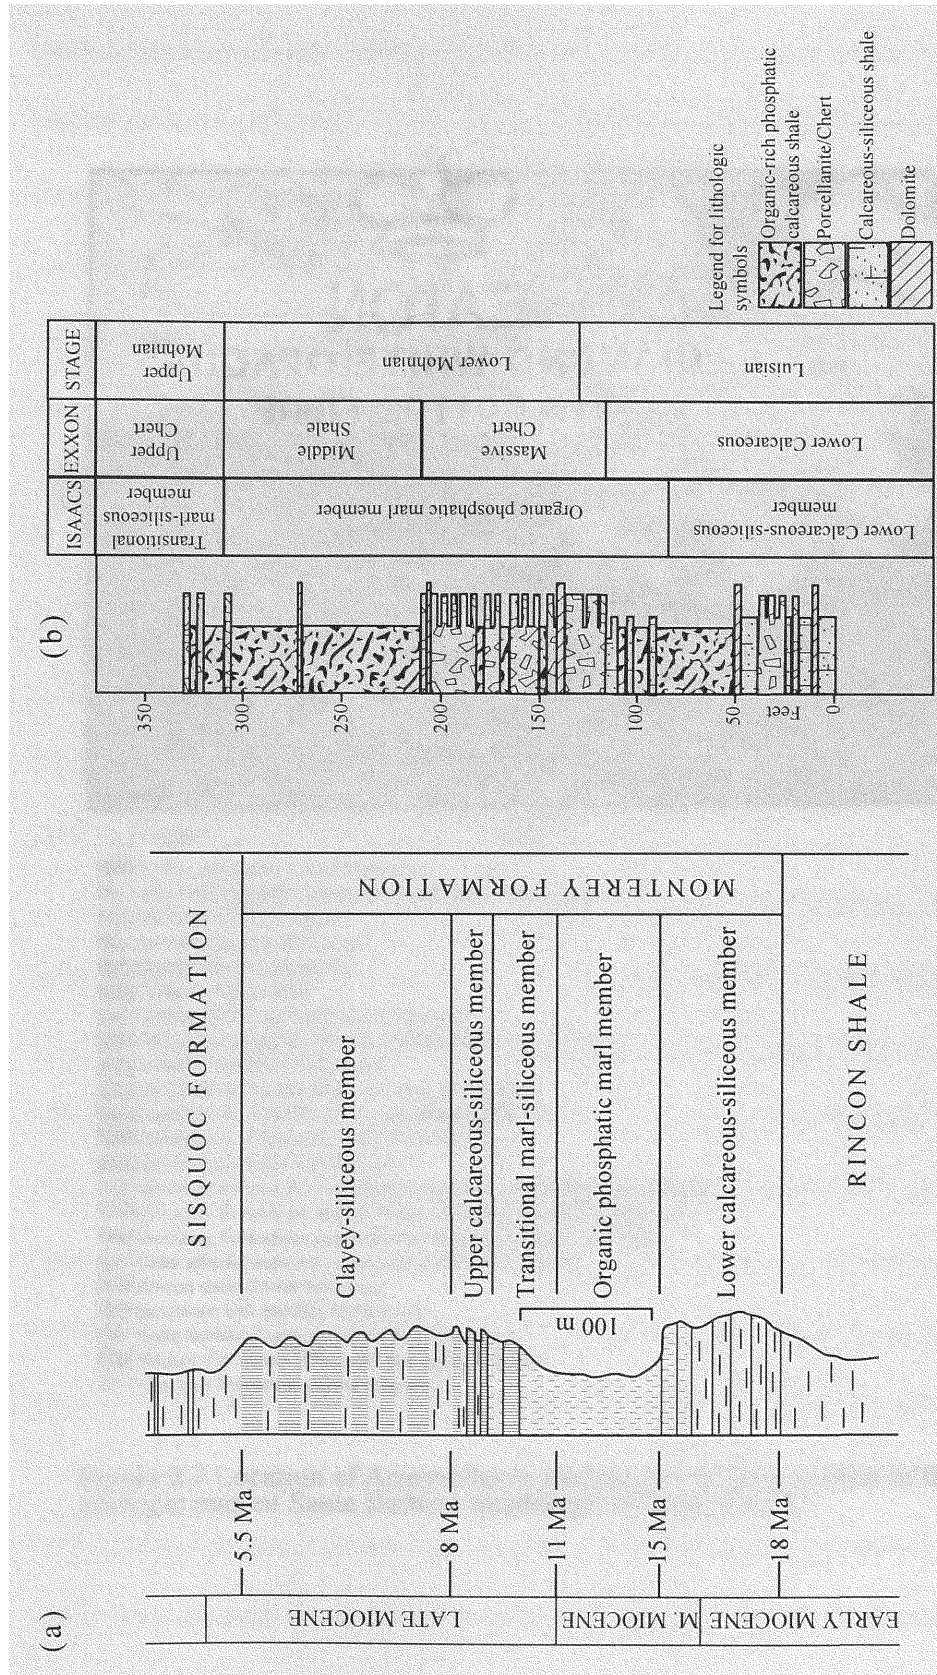 (a)
EARLY MIOCENE
M. MIOCENE
LATE MIOCENE
5.5 Ma
8 Ma
11 Ma
15 Ma
18 Ma
100 m
SISQUOC FORMATION
Clayey-siliceous member
Upper calcareous-siliceous member
Transitional marl-siliceous member
Organic phosphatic marl member
Lower calcareous-siliceous member
RINCON SHALE
MONTEREY FORMATION
(b)
350
300
250
200
150
100
50
Feet
0
ISAACS
EXXON
STAGE
Transitional
marl-siliceous
member
Organic phosphatic marl member
Lower Calcareous-siliceous
member
Upper
Chert
Middle
Shale
Massive
Chert
Lower Calcareous
Upper
Mohnian
Lower Mohnian
Luisian
Legend for lithologic
symbols
Organic-rich phosphatic
calcareous shale
Porcellanite/Chert
Calcareous-siliceous shale
Dolomite